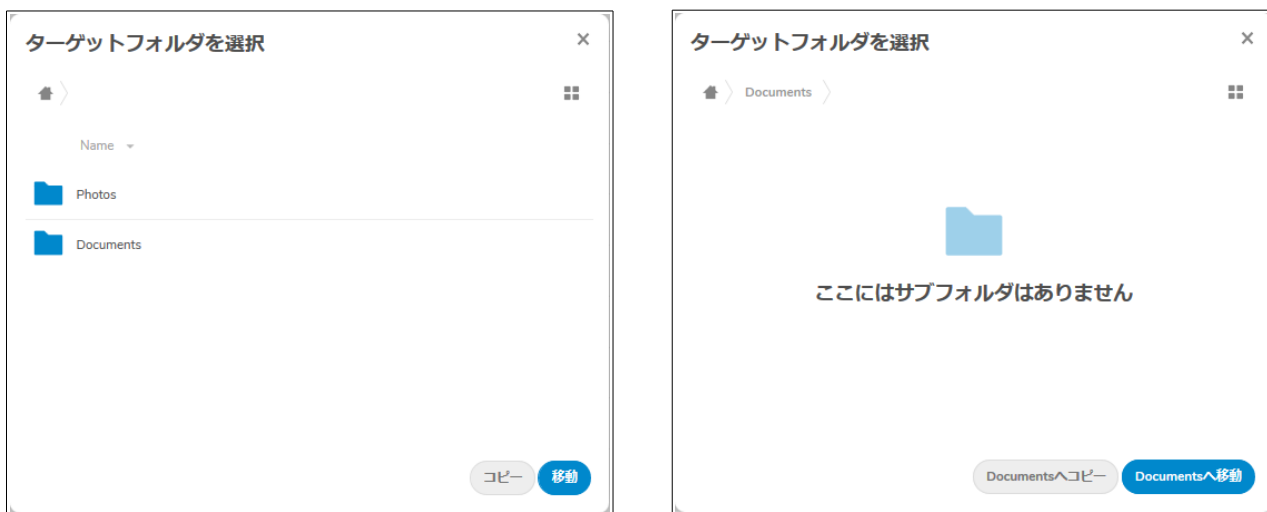 ターゲットフォルダを選択
Name
Photos
Documents
コピー
移動
ターゲットフォルダを選択
Documents
ここにはサブフォルダはありません
Documentsへコピー
Documentsへ移動